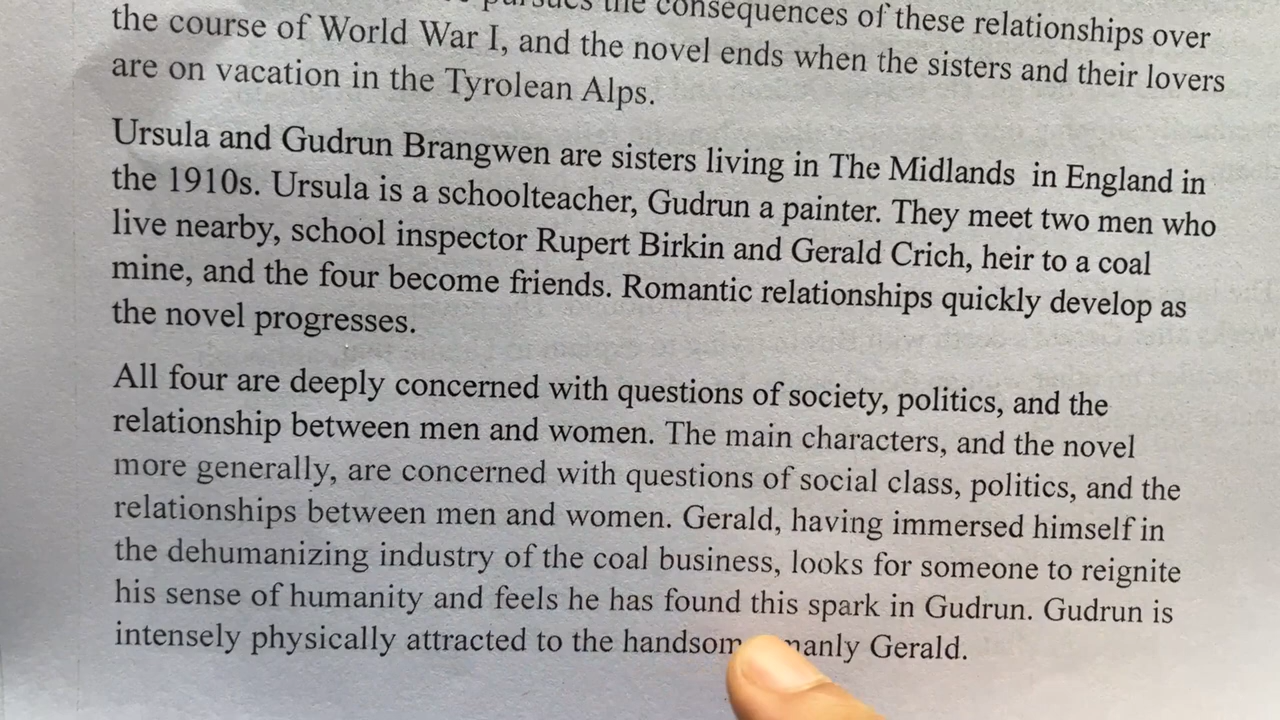 pursues the consequences of these relationships over
the course of World War I, and the novel ends when the sisters and their lovers
are on vacation in the Tyrolean Alps.
Ursula and Gudrun Brangwen are sisters living in The Midlands in England in
the 1910s. Ursula is a schoolteacher, Gudrun a painter. They meet two men who
live nearby, school inspector Rupert Birkin and Gerald Crich, heir to a coal
mine, and the four become friends. Romantic relationships quickly develop as
the novel progresses.
All four are deeply concerned with questions of society, politics, and the
relationship between men and women. The main characters, and the novel
more generally, are concerned with questions of social class, politics, and the
relationships between men and women. Gerald, having immersed himself in
the dehumanizing industry of the coal business, looks for someone to reignite
his sense of humanity and feels he has found this spark in Gudrun. Gudrun is
intensely physically attracted to the Gerald.